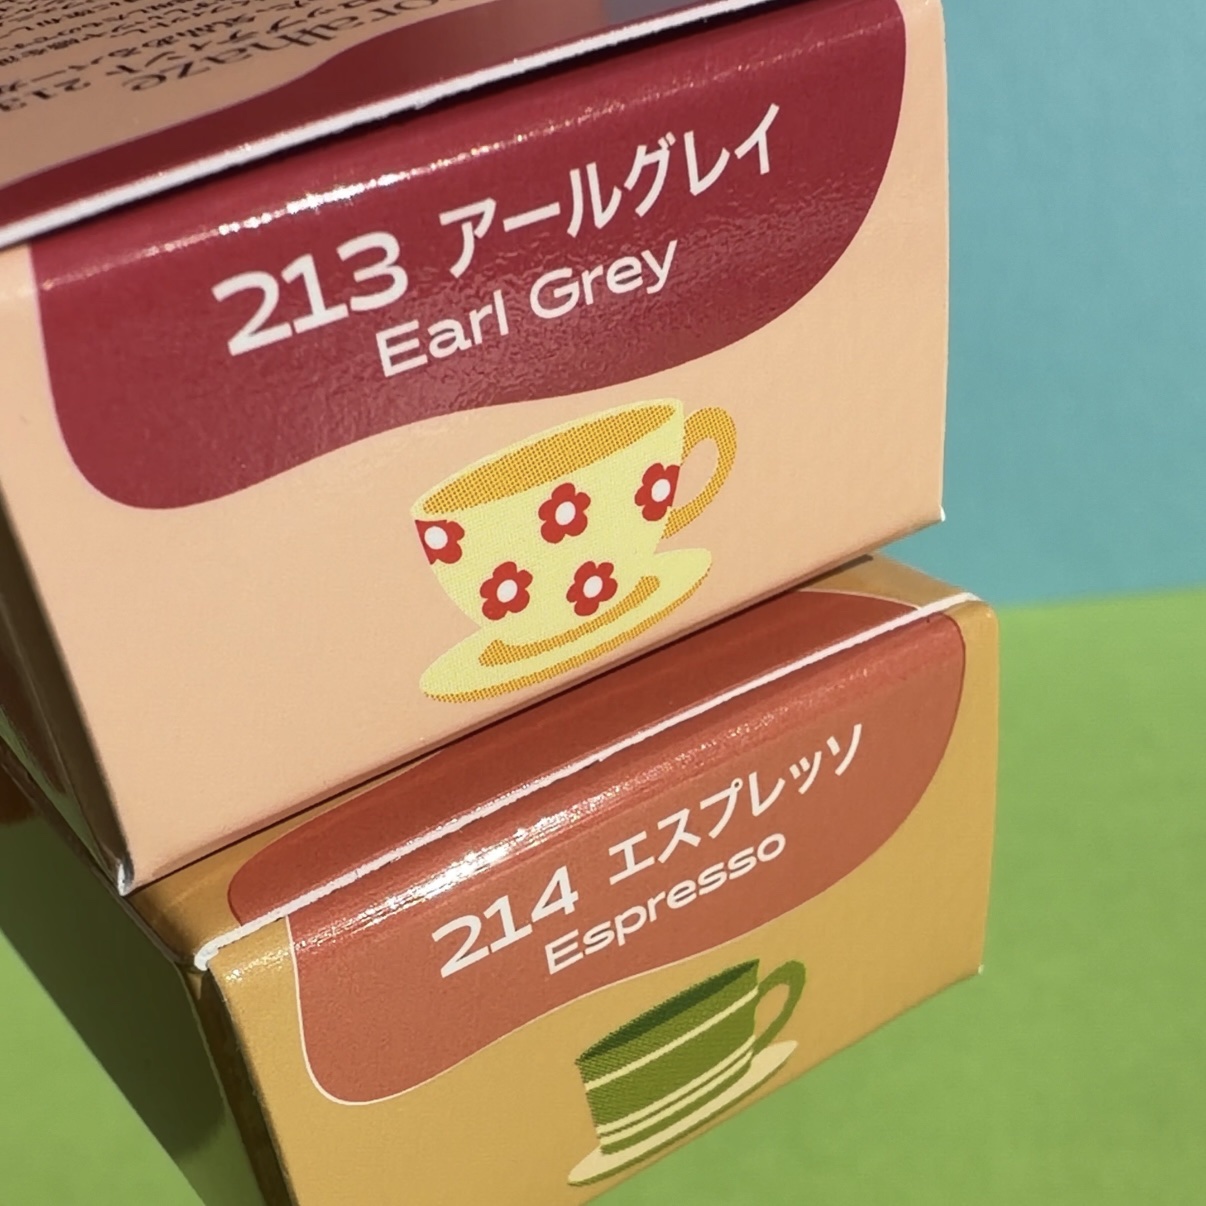 213 アールグレイ
Earl Grey
214 エスプレッソ
Espresso